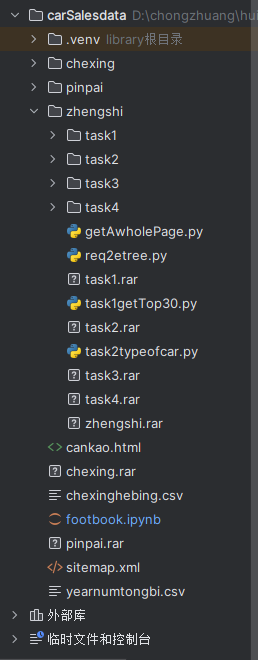 carSalesdata D:\chongzhuang\hui
.venv library根目录
chexing
pinpai
zhengshi
task1
task2
task3
task4
getAwholePage.py
req2etree.py
task1.rar
task1getTop30.py
task2.rar
task2typeofcar.py
task3.rar
task4.rar
zhengshi.rar
cankao.html
chexing.rar
chexinghebing.csv
footbook.ipynb
pinpai.rar
sitemap.xml
yearnumtongbi.csv
外部库
临时文件和控制台